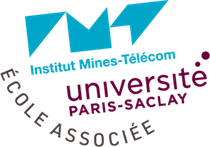 Institut Mines-Télécom
université
PARIS-SACLAY
ÉCOLE ASSOCIÉE